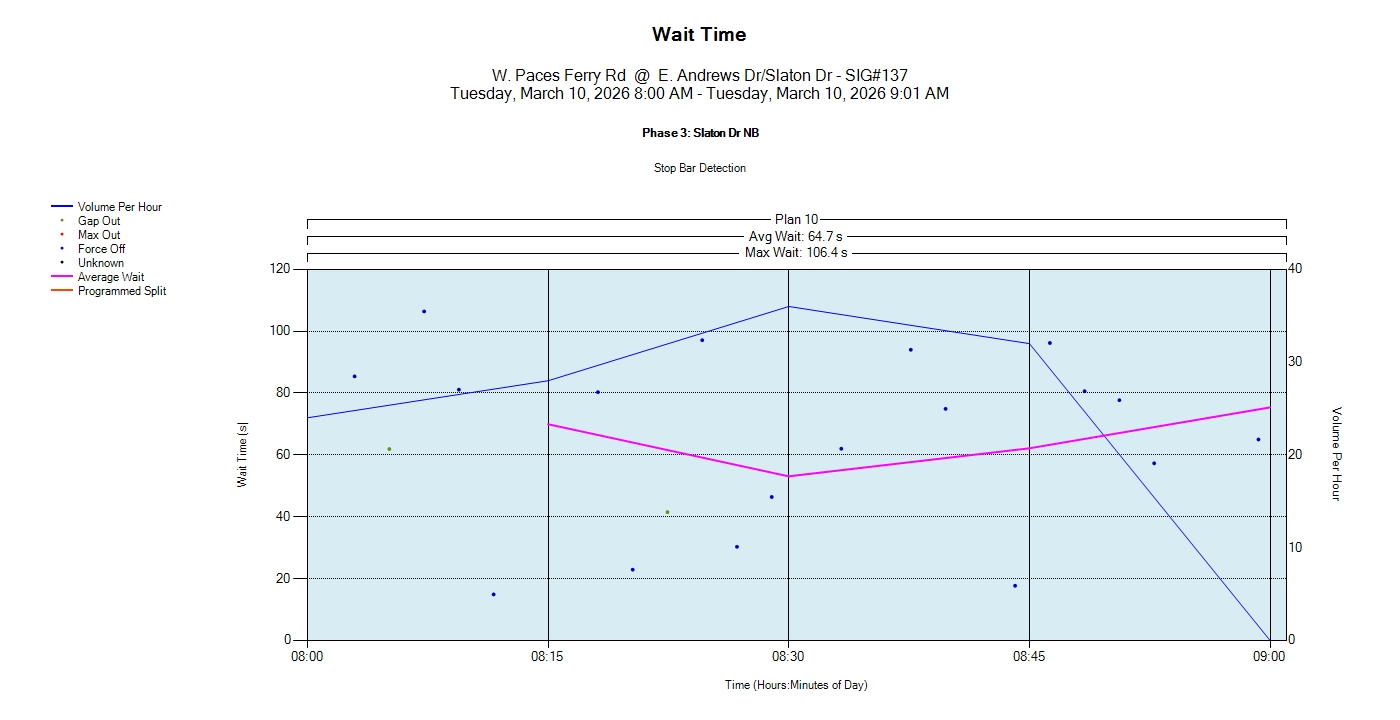 Wait Time
W. Paces Ferry Rd @ E. Andrews Dr/Slaton Dr - SIG#137
Tuesday, March 10, 2026 8:00 AM - Tuesday, March 10, 2026 9:01 AM
Phase 3: Slaton Dr NB
Stop Bar Detection
Volume Per Hour
Gap Out
Max Out
Force Off
Unknown
Average Wait
Programmed Split
Plan 10
Avg Wait: 64.7 s
Max Wait: 106.4 s
120
100
80
60
40
20
0
Wait Time [s]
40
30
20
10
0
Volume Per Hour
08:00
08:15
08:30
08:45
09:00
Time (Hours:Minutes of Day)